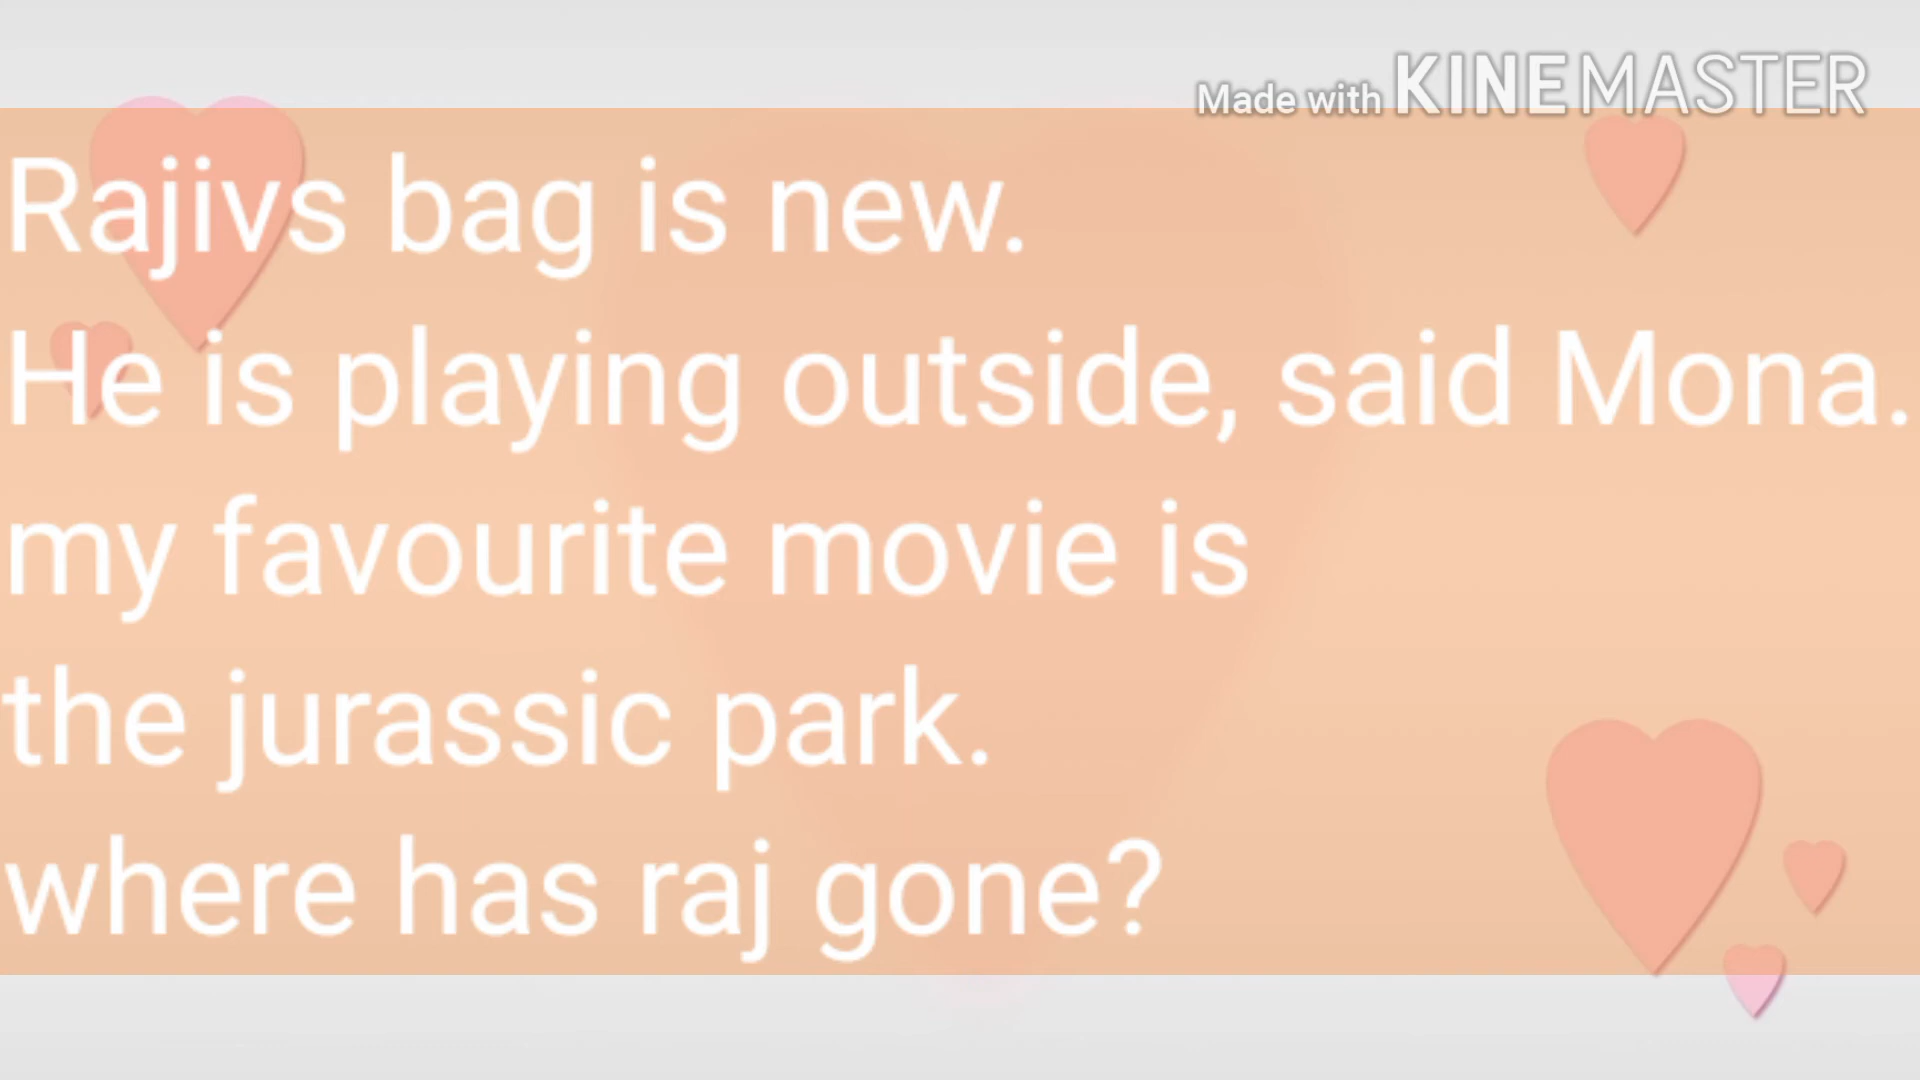 Made with KINEMASTER
Rajivs bag is new.
He is playing outside, said Mona.
my favourite movie is
the jurassic park.
where has raj gone?